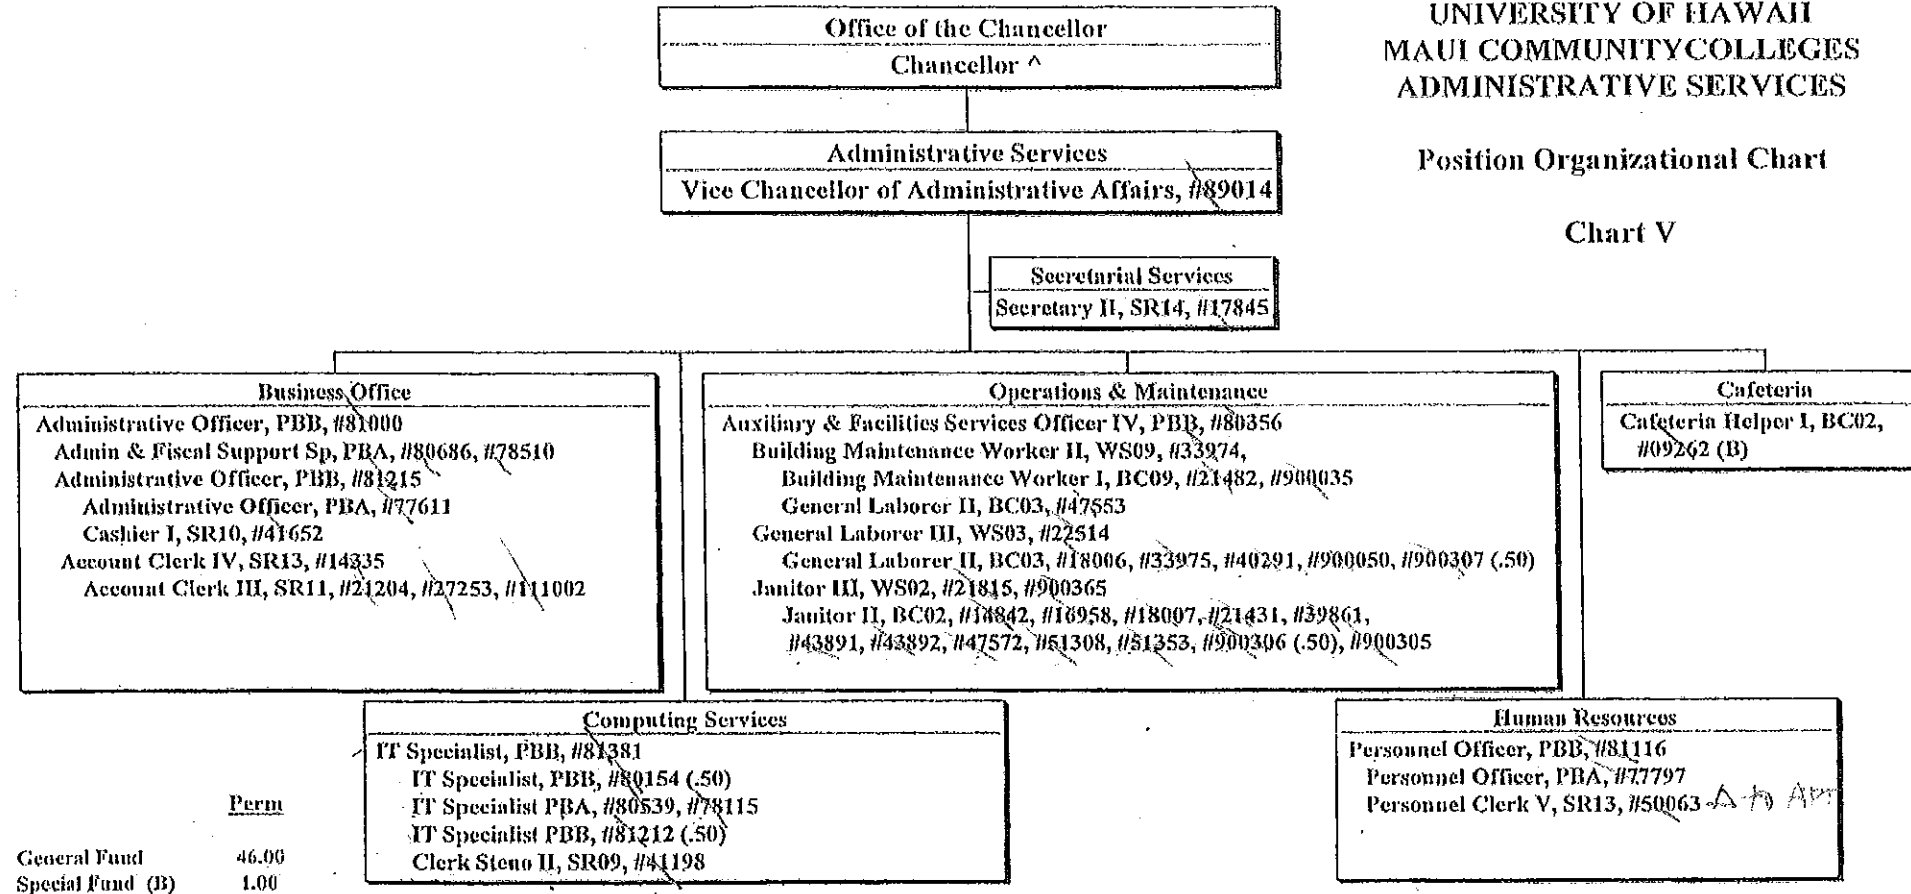 Office of the Chancellor
Chancellor ^
UNIVERSITY OF HAWAII
MAUI COMMUNITYCOLLEGES
ADMINISTRATIVE SERVICES
Position Organizational Chart
Chart V
Administrative Services
Vice Chancellor of Administrative Affairs, #89014
Secretarial Services
Secretary II, SR14, #17845
Business Office
Administrative Officer, PBB, #81000
Admin & Fiscal Support Sp, PBA, #80686, #78510
Administrative Officer, PBB, #81215
Administrative Officer, PBA, #77611
Cashier I, SR10, #41652
Account Clerk IV, SR13, #14335
Account Clerk III, SR11, #21204, #27253, #111002
Operations & Maintenance
Auxiliary & Facilities Services Officer IV, PBB, #80356
Building Maintenance Worker II, WS09, #33974,
Building Maintenance Worker I, BC09, #21482, #900035
General Laborer II, BC03, #47553
General Laborer III, WS03, #22514
General Laborer II, BC03, #18006, #33975, #40291, #900050, #900307 (.50)
Janitor III, WS02, #21815, #900365
Janitor II, BC02, #14842, #16958, #18007, #21431, #39861,
#43891, #43892, #47572, #51308, #51353, #900306 (.50), #900305
Cafeteria
Cafeteria Helper I, BC02,
#09262 (B)
Computing Services
IT Specialist, PBB, #81381
IT Specialist, PBB, #80154 (.50)
IT Specialist PBA, #80539, #78115
IT Specialist PBB, #81212 (.50)
Clerk Steno II, SR09, #41198
Human Resources
Personnel Officer, PBB, #81116
Personnel Officer, PBA, #77797
Personnel Clerk V, SR13, #50063
Perm
General Fund 46.00
Special Fund (B) 1.00